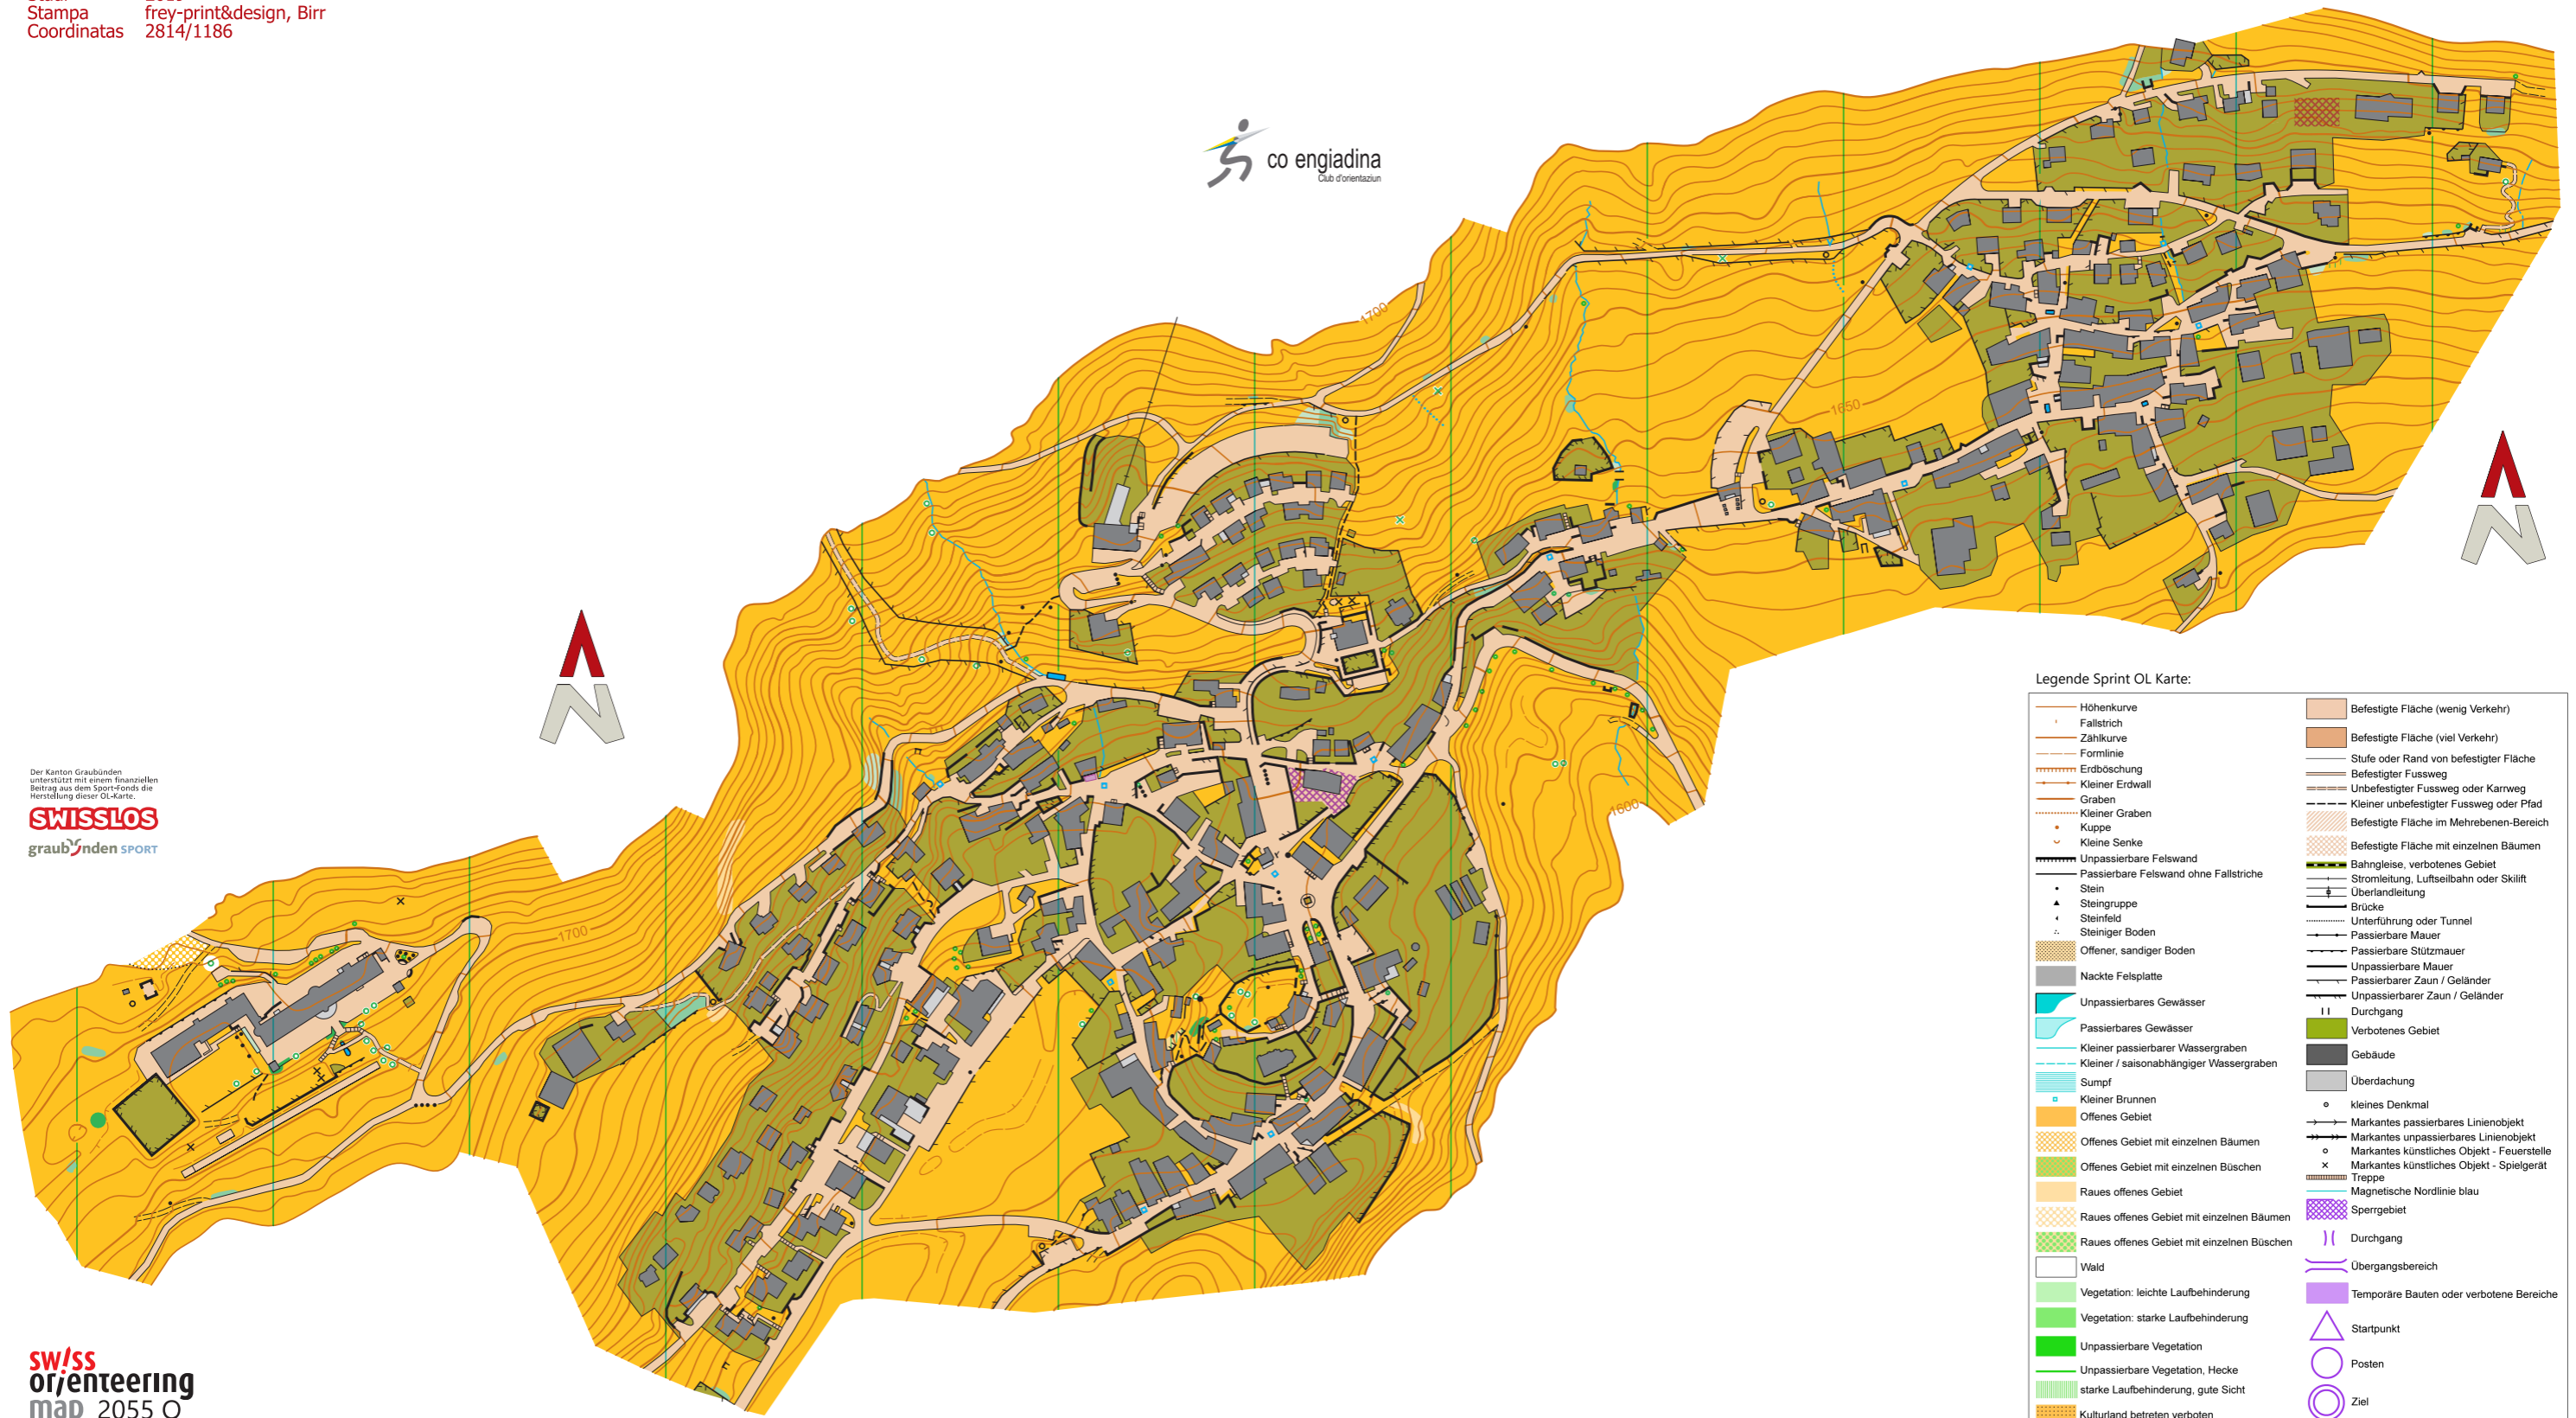 Stampa frey-print&design, Birr
Coordinatas 2814/1186
co engiadina
Club d'orientaziun
1700
1650
1600
1700
Der Kanton Graubünden
unterstützt mit einem finanziellen
Beitrag aus dem Sport-Fonds die
Herstellung dieser OL-Karte.
SWISSLOS
graubünden SPORT
swiss
orienteering
map 2055 O
Legende Sprint OL Karte:
Höhenkurve
Fallstrich
Zählkurve
Formlinie
Erdböschung
Kleiner Erdwall
Graben
Kleiner Graben
Kuppe
Kleine Senke
Unpassierbare Felswand
Passierbare Felswand ohne Fallstriche
Stein
Steingruppe
Steinfeld
Steiniger Boden
Offener, sandiger Boden
Nackte Felsplatte
Unpassierbares Gewässer
Passierbares Gewässer
Kleiner passierbarer Wassergraben
Kleiner / saisonabhängiger Wassergraben
Sumpf
Kleiner Brunnen
Offenes Gebiet
Offenes Gebiet mit einzelnen Bäumen
Offenes Gebiet mit einzelnen Büschen
Raues offenes Gebiet
Raues offenes Gebiet mit einzelnen Bäumen
Raues offenes Gebiet mit einzelnen Büschen
Wald
Vegetation: leichte Laufbehinderung
Vegetation: starke Laufbehinderung
Unpassierbare Vegetation
Unpassierbare Vegetation, Hecke
starke Laufbehinderung, gute Sicht
Kulturland betreten verboten
Befestigte Fläche (wenig Verkehr)
Befestigte Fläche (viel Verkehr)
Stufe oder Rand von befestigter Fläche
Befestigter Fussweg
Unbefestigter Fussweg oder Karrweg
Kleiner unbefestigter Fussweg oder Pfad
Befestigte Fläche im Mehrebenen-Bereich
Befestigte Fläche mit einzelnen Bäumen
Bahngleise, verbotenes Gebiet
Stromleitung, Luftseilbahn oder Skilift
Überlandleitung
Brücke
Unterführung oder Tunnel
Passierbare Mauer
Passierbare Stützmauer
Unpassierbare Mauer
Passierbarer Zaun / Geländer
Unpassierbarer Zaun / Geländer
Durchgang
Verbotenes Gebiet
Gebäude
Überdachung
kleines Denkmal
Markantes passierbares Linienobjekt
Markantes unpassierbares Linienobjekt
Markantes künstliches Objekt - Feuerstelle
Markantes künstliches Objekt - Spielgerät
Treppe
Magnetische Nordlinie blau
Sperrgebiet
Durchgang
Übergangsbereich
Temporäre Bauten oder verbotene Bereiche
Startpunkt
Posten
Ziel